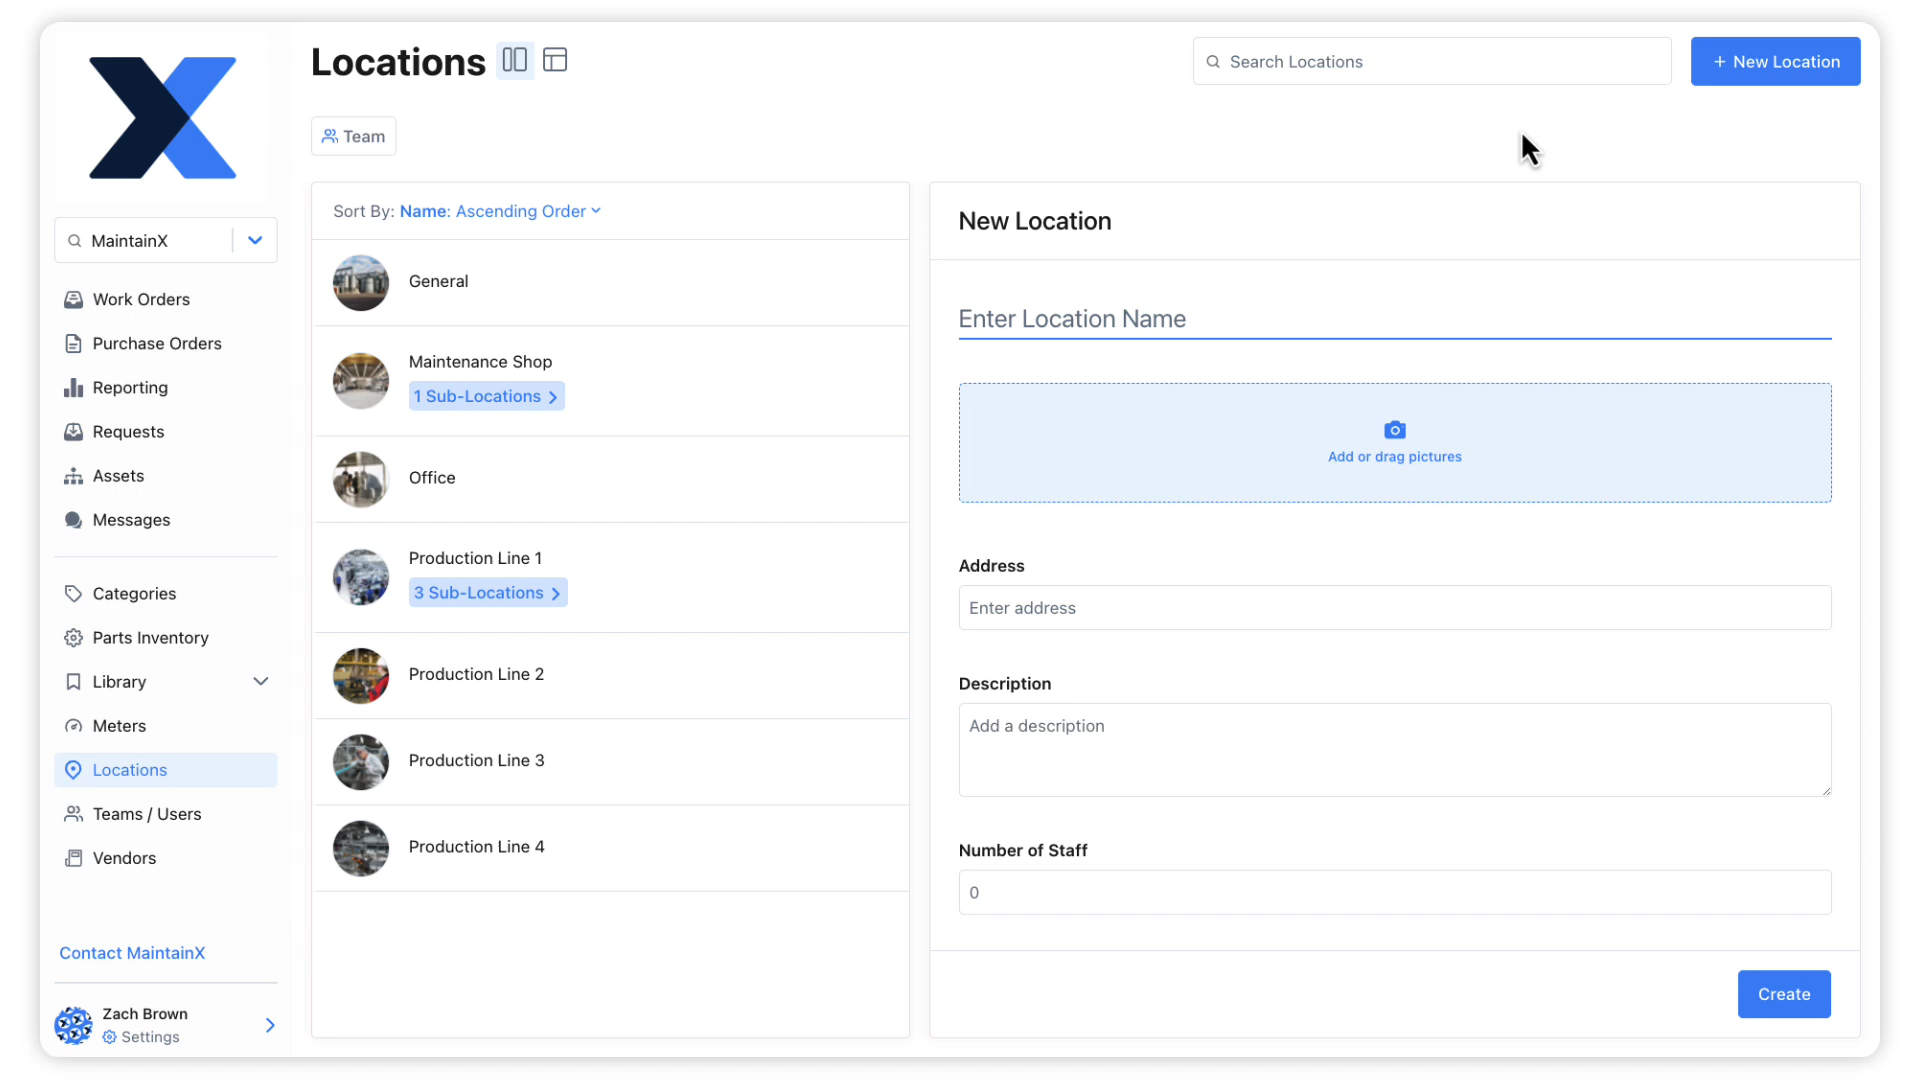 Locations
Search Locations
+ New Location
Team
MaintainX
Work Orders
Purchase Orders
Reporting
Requests
Assets
Messages
Categories
Parts Inventory
Library
Meters
Locations
Teams / Users
Vendors
Contact MaintainX
Zach Brown
Settings
Sort By: Name: Ascending Order
General
Maintenance Shop
1 Sub-Locations
Office
Production Line 1
3 Sub-Locations
Production Line 2
Production Line 3
Production Line 4
New Location
Enter Location Name
Add or drag pictures
Address
Enter address
Description
Add a description
Number of Staff
0
Create